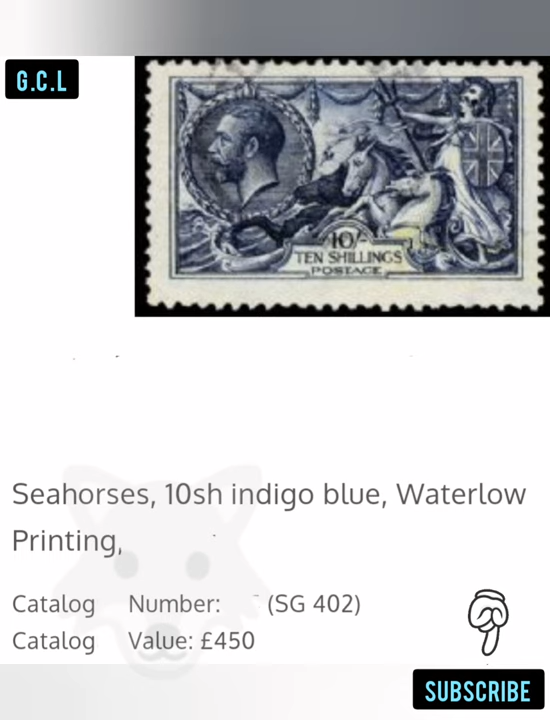 G.C.L
10/-
TEN SHILLINGS
POSTAGE
Seahorses, 10sh indigo blue, Waterlow
Printing,
Catalog Number: (SG 402)
Catalog Value: £450
SUBSCRIBE